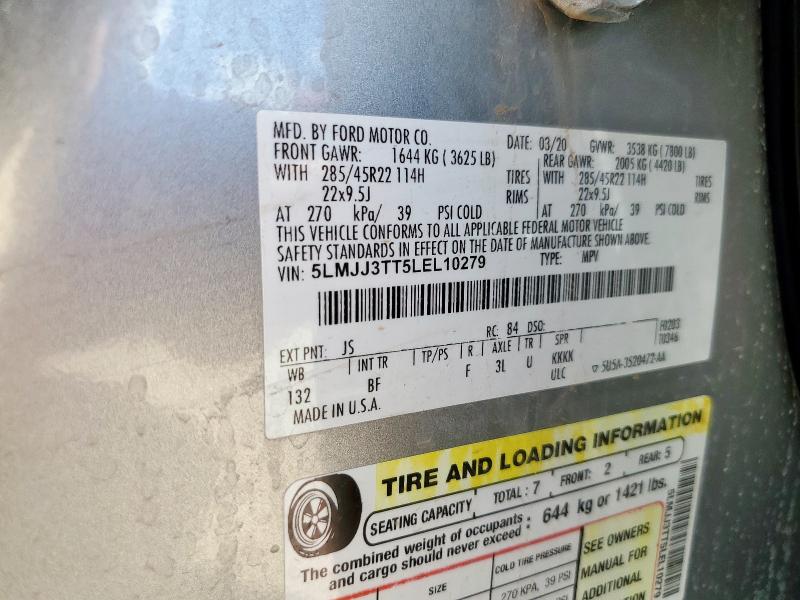 MFD. BY FORD MOTOR CO. DATE: 03/20 GVWR: 3538 KG (7800 LB)
FRONT GAWR: 1644 KG (3625 LB) REAR GAWR: 2005 KG (4420 LB)
WITH 285/45R22 114H TIRES WITH 285/45R22 114H TIRES
22x9.5J RIMS 22x9.5J RIMS
AT 270 kPa/ 39 PSI COLD AT 270 kPa/ 39 PSI COLD
THIS VEHICLE CONFORMS TO ALL APPLICABLE FEDERAL MOTOR VEHICLE
SAFETY STANDARDS IN EFFECT ON THE DATE OF MANUFACTURE SHOWN ABOVE.
VIN: 5LMJJ3TT5LEL10279 TYPE: MPV
F0203
EXT PNT: JS RC: 84 DSO: T0346
WB INT TR TP/PS R AXLE TR SPR
132 BF F 3L U KKKK
ULC
MADE IN U.S.A.
TIRE AND LOADING INFORMATION
SEATING CAPACITY TOTAL: 7 FRONT: 2 REAR: 5
The combined weight of occupants
and cargo should never exceed : 644 kg or 1421 lbs.
SIZE COLD TIRE PRESSURE
270 KPA, 39 PSI
SEE OWNERS
MANUAL FOR
ADDITIONAL
5LMJJ3TT5LEL10279